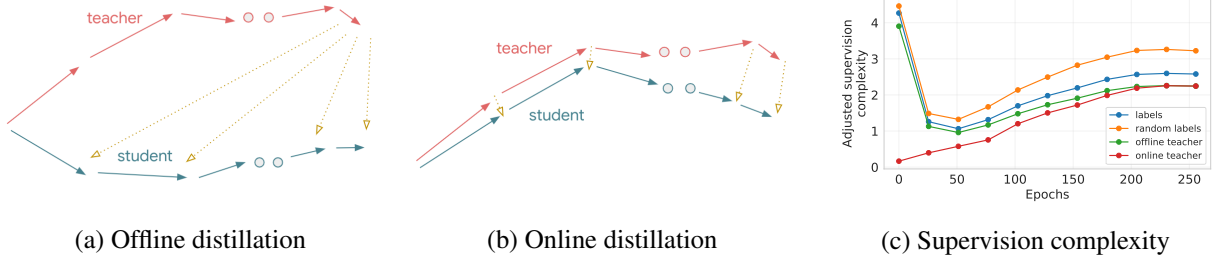 teacher
student
(a) Offline distillation
teacher
student
(b) Online distillation
Adjusted supervision
complexity
4
3
2
1
0
0
50
100
150
200
250
Epochs
labels
random labels
offline teacher
online teacher
(c) Supervision complexity